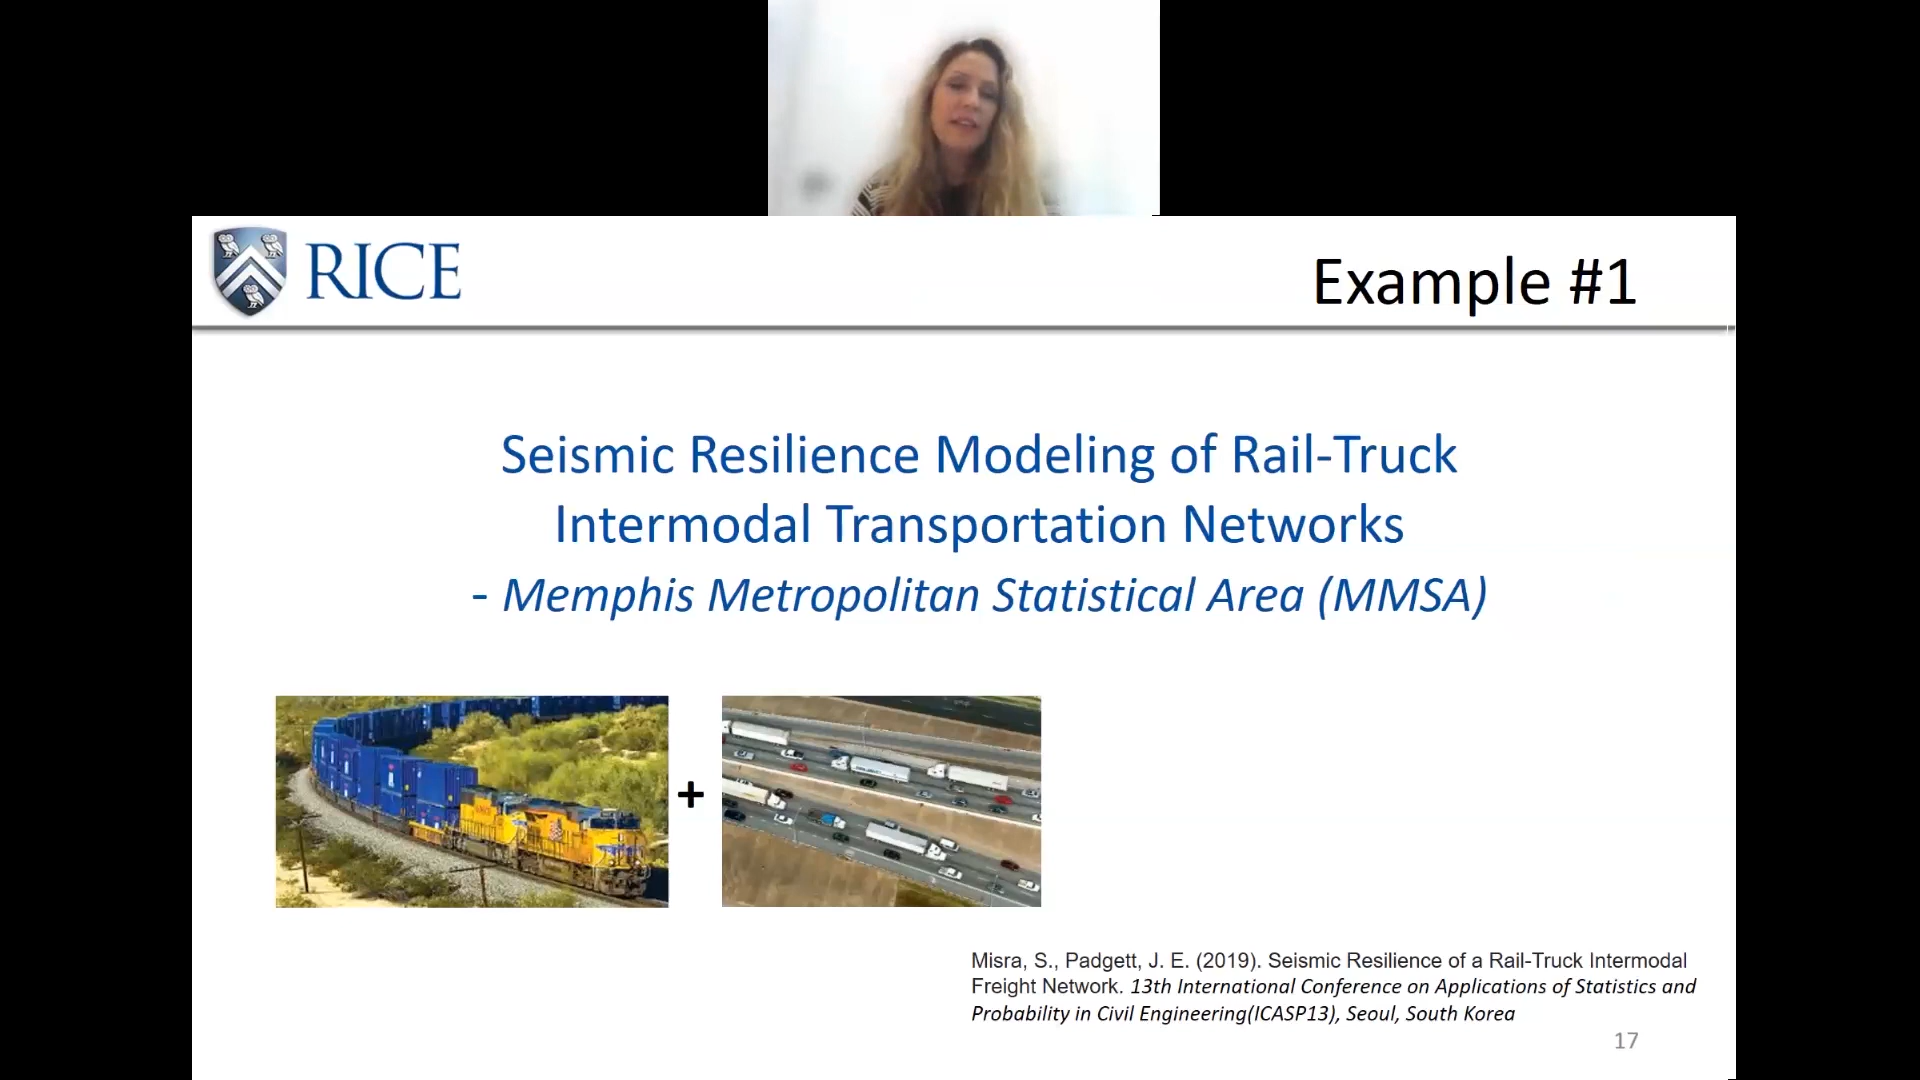 RICE
Example #1
Seismic Resilience Modeling of Rail-Truck
Intermodal Transportation Networks
- Memphis Metropolitan Statistical Area (MMSA)
+
Misra, S., Padgett, J. E. (2019). Seismic Resilience of a Rail-Truck Intermodal
Freight Network. 13th International Conference on Applications of Statistics and
Probability in Civil Engineering(ICASP13), Seoul, South Korea
17